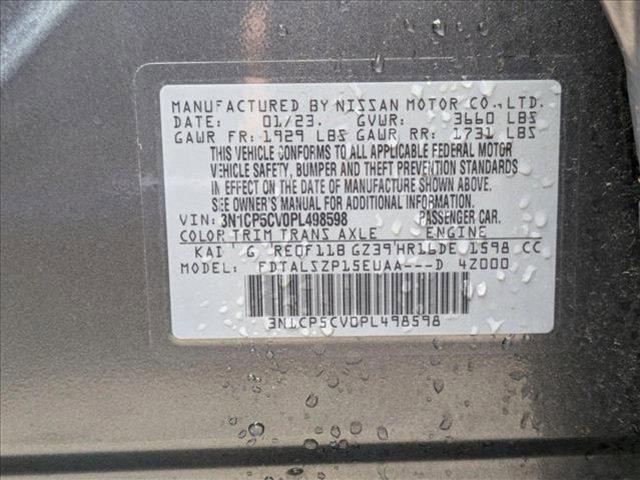 MANUFACTURED BY NISSAN MOTOR CO., LTD.
DATE: 01/23. GVWR: 3660 LBS
GAWR FR: 1929 LBS GAWR RR: 1731 LBS
THIS VEHICLE CONFORMS TO ALL APPLICABLE FEDERAL MOTOR
VEHICLE SAFETY, BUMPER AND THEFT PREVENTION STANDARDS
IN EFFECT ON THE DATE OF MANUFACTURE SHOWN ABOVE.
SEE OWNER'S MANUAL FOR ADDITIONAL INFORMATION.
VIN: 3N1CP5CV0PL498598 PASSENGER CAR.
COLOR TRIM TRANS AXLE ENGINE
KAD G RE0F11B GZ39 HR16DE 1598 CC
MODEL: FDTALSZP15EUAA---D 4Z000
3N1CP5CV0PL498598